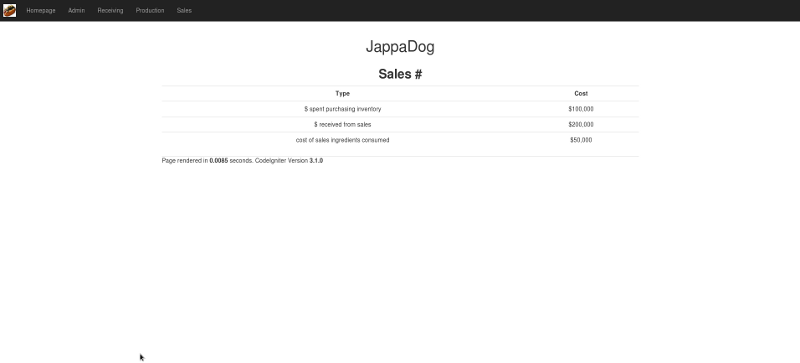 Homepage Admin Receiving Production Sales
JappaDog
Sales #
Type Cost
$ spent purchasing inventory $100,000
$ received from sales $200,000
cost of sales ingredients consumed $50,000
Page rendered in 0.0085 seconds. CodeIgniter Version 3.1.0